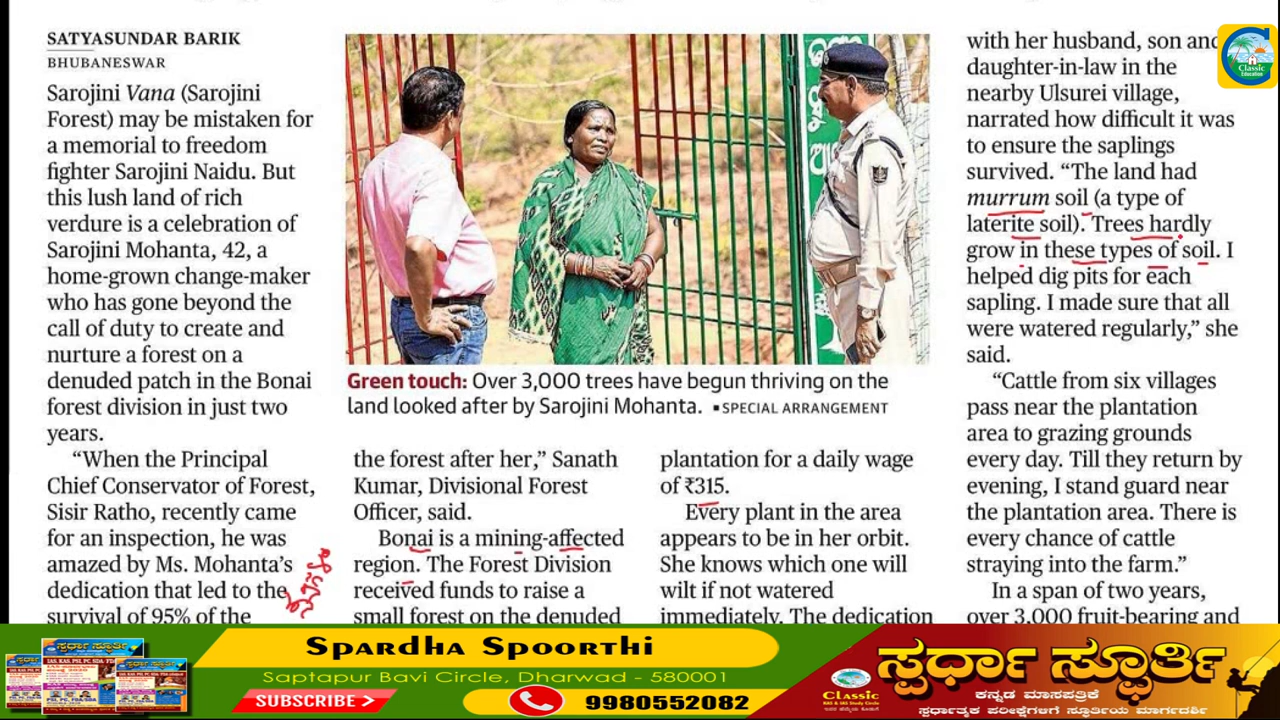 SATYASUNDAR BARIK
BHUBANESWAR
Sarojini Vana (Sarojini
Forest) may be mistaken for
a memorial to freedom
fighter Sarojini Naidu. But
this lush land of rich
verdure is a celebration of
Sarojini Mohanta, 42, a
home-grown change-maker
who has gone beyond the
call of duty to create and
nurture a forest on a
denuded patch in the Bonai
forest division in just two
years.
“When the Principal
Chief Conservator of Forest,
Sisir Ratho, recently came
for an inspection, he was
amazed by Ms. Mohanta’s
dedication that led to the
survival of 95% of the
Green touch: Over 3,000 trees have begun thriving on the
land looked after by Sarojini Mohanta. ▪SPECIAL ARRANGEMENT
the forest after her,” Sanath
Kumar, Divisional Forest
Officer, said.
Bonai is a mining-affected
region. The Forest Division
received funds to raise a
small forest on the denuded
plantation for a daily wage
of ₹315.
Every plant in the area
appears to be in her orbit.
She knows which one will
wilt if not watered
immediately. The dedication
with her husband, son and
daughter-in-law in the
nearby Ulsurei village,
narrated how difficult it was
to ensure the saplings
survived. “The land had
murrum soil (a type of
laterite soil). Trees hardly
grow in these types of soil. I
helped dig pits for each
sapling. I made sure that all
were watered regularly,” she
said.
“Cattle from six villages
pass near the plantation
area to grazing grounds
every day. Till they return by
evening, I stand guard near
the plantation area. There is
every chance of cattle
straying into the farm.”
In a span of two years,
over 3,000 fruit-bearing and
Classic
Education
Spardha Spoorthi
Saptapur Bavi Circle, Dharwad - 580001
SUBSCRIBE
9980552082
Classic
KAS & IAS Study Circle
ಸ್ಪರ್ಧಾ ಸ್ಫೂರ್ತಿ
ಕನ್ನಡ ಮಾಸಪತ್ರಿಕೆ
ಸ್ಪರ್ಧಾತ್ಮಕ ಪರೀಕ್ಷೆಗಳಿಗೆ ಸ್ಫೂರ್ತಿಯ ಮಾರ್ಗದರ್ಶಿ